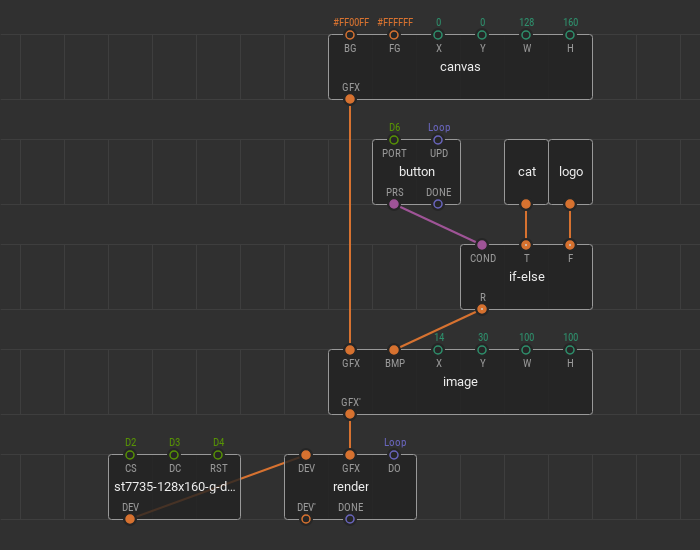 #FF00FF #FFFFFF 0 0 128 160
BG FG X Y W H
canvas
GFX
D6 Loop
PORT UPD
button cat logo
PRS DONE
COND T F
if-else
R
14 30 100 100
GFX BMP X Y W H
image
GFX'
D2 D3 D4 Loop
CS DC RST DEV GFX DO
st7735-128x160-g-d... render
DEV DEV' DONE